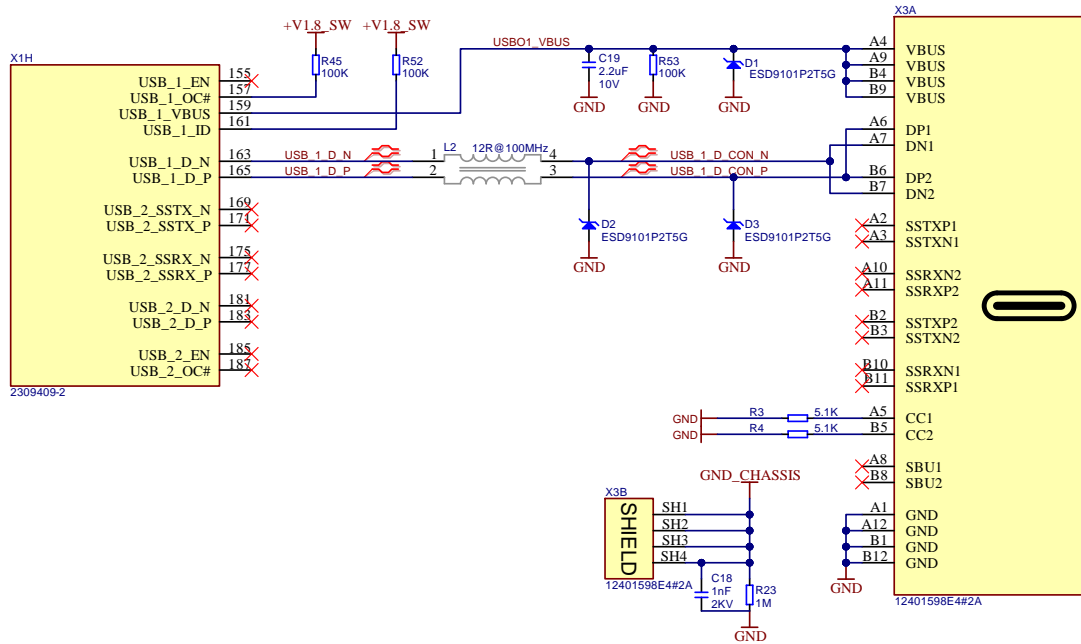 X3A
+V1.8_SW +V1.8_SW
X1H
R45
100K
R52
100K
USBO1_VBUS
C19
2.2uF
10V
R53
100K
D1
ESD9101P2T5G
GND GND GND
A4 VBUS
A9 VBUS
B4 VBUS
B9 VBUS
USB_1_EN 155
USB_1_OC# 157
USB_1_VBUS 159
USB_1_ID 161
USB_1_D_N 163
USB_1_D_P 165
USB_1_D_N
USB_1_D_P
L2 12R@100MHz
1 4
2 3
USB_1_D_CON_N
USB_1_D_CON_P
A6 DP1
A7 DN1
B6 DP2
B7 DN2
USB_2_SSTX_N 169
USB_2_SSTX_P 171
USB_2_SSRX_N 175
USB_2_SSRX_P 177
USB_2_D_N 181
USB_2_D_P 183
USB_2_EN 185
USB_2_OC# 187
2309409-2
D2
ESD9101P2T5G
GND
D3
ESD9101P2T5G
GND
A2 SSTXP1
A3 SSTXN1
A10 SSRXN2
A11 SSRXP2
B2 SSTXP2
B3 SSTXN2
B10 SSRXN1
B11 SSRXP1
GND R3 5.1K A5 CC1
GND R4 5.1K B5 CC2
A8 SBU1
B8 SBU2
GND_CHASSIS
X3B
SHIELD
SH1
SH2
SH3
SH4
12401598E4#2A
C18
1nF
2KV
R23
1M
GND
A1 GND
A12 GND
B1 GND
B12 GND
GND
12401598E4#2A